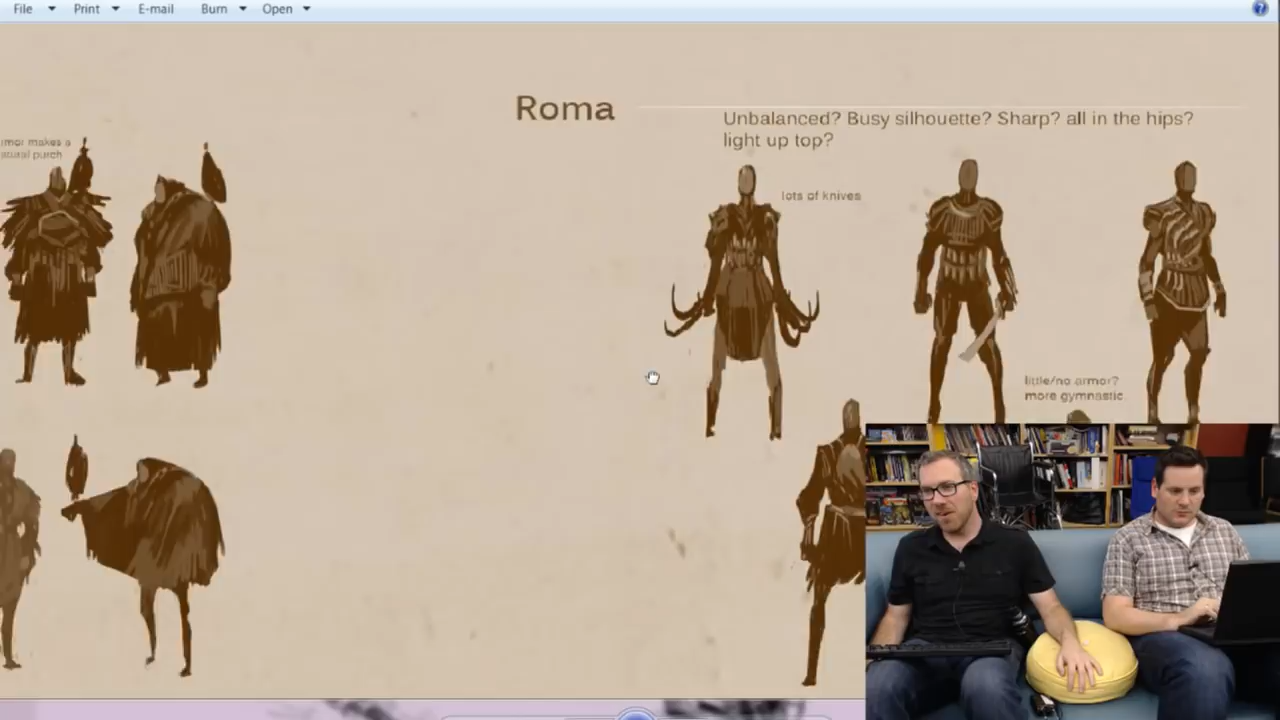 File Print E-mail Burn Open
Roma
Unbalanced? Busy silhouette? Sharp? all in the hips?
light up top?
makes a
lots of knives
little/no armor?
more gymnastic